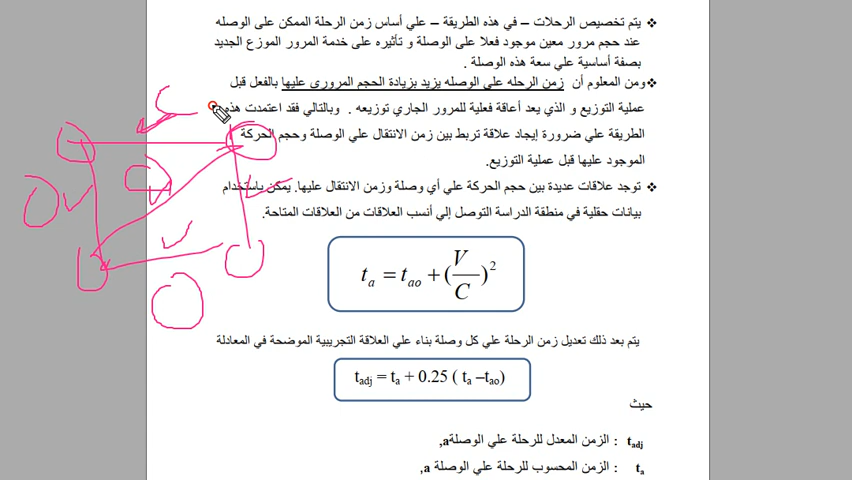 ❖ يتم تخصيص الرحلات – في هذه الطريقة – علي أساس زمن الرحلة الممكن على الوصله
عند حجم مرور معين موجود فعلا على الوصلة و تأثيره على خدمة المرور الموزع الجديد
بصفة أساسية علي سعة هذه الوصلة .
❖ ومن المعلوم أن زمن الرحله علي الوصله يزيد بزيادة الحجم المرورى عليها بالفعل قبل
عملية التوزيع و الذي يعد أعاقة فعلية للمرور الجاري توزيعه . وبالتالي فقد اعتمدت هذه
الطريقة علي ضرورة إيجاد علاقة تربط بين زمن الانتقال علي الوصلة وحجم الحركة
الموجود عليها قبل عملية التوزيع.
❖ توجد علاقات عديدة بين حجم الحركة علي أي وصلة وزمن الانتقال عليها. يمكن باستخدام
بيانات حقلية في منطقة الدراسة التوصل إلي أنسب العلاقات من العلاقات المتاحة.
t_a = t_ao + (V/C)^2
يتم بعد ذلك تعديل زمن الرحلة علي كل وصلة بناء علي العلاقة التجريبية الموضحة في المعادلة
t_adj = t_a + 0.25 ( t_a –t_ao)
حيث
t_adj : الزمن المعدل للرحلة علي الوصلة a,
t_a : الزمن المحسوب للرحلة علي الوصلة a,